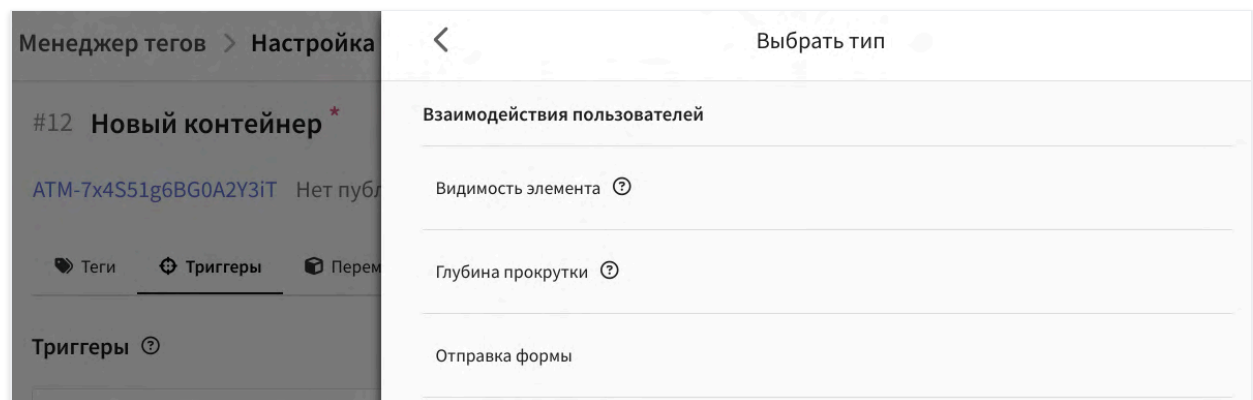 Менеджер тегов > Настройка
#12 Новый контейнер *
ATM-7x4S51g6BG0A2Y3iT Нет публ
Теги Триггеры Перем
Триггеры
Выбрать тип
Взаимодействия пользователей
Видимость элемента
Глубина прокрутки
Отправка формы